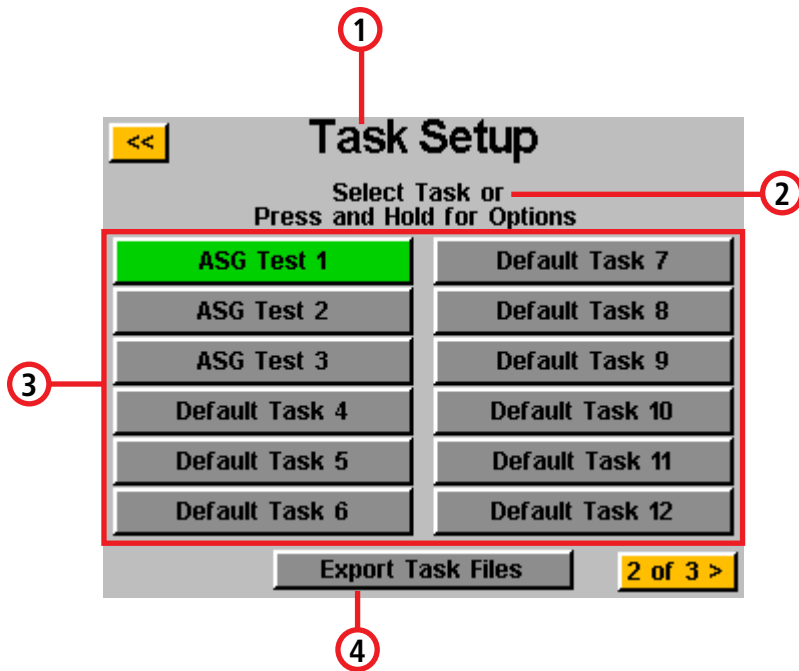 1
<<
Task Setup
Select Task or
Press and Hold for Options
2
ASG Test 1
Default Task 7
ASG Test 2
Default Task 8
ASG Test 3
Default Task 9
3
Default Task 4
Default Task 10
Default Task 5
Default Task 11
Default Task 6
Default Task 12
Export Task Files
2 of 3 >
4